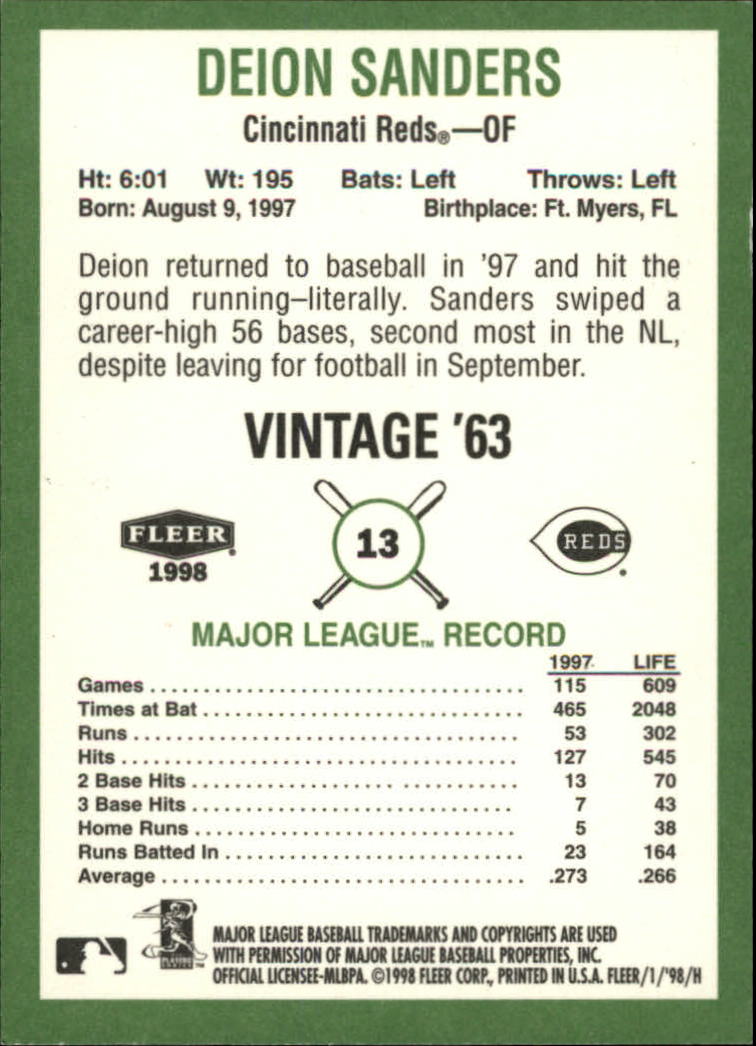 DEION SANDERS
Cincinnati Reds®—OF
Ht: 6:01 Wt: 195 Bats: Left Throws: Left
Born: August 9, 1997 Birthplace: Ft. Myers, FL
Deion returned to baseball in '97 and hit the
ground running–literally. Sanders swiped a
career-high 56 bases, second most in the NL,
despite leaving for football in September.
VINTAGE '63
FLEER®
1998
13
REDS
MAJOR LEAGUE™ RECORD
1997 LIFE
Games 115 609
Times at Bat 465 2048
Runs 53 302
Hits 127 545
2 Base Hits 13 70
3 Base Hits 7 43
Home Runs 5 38
Runs Batted In 23 164
Average .273 .266
MAJOR LEAGUE BASEBALL TRADEMARKS AND COPYRIGHTS ARE USED
WITH PERMISSION OF MAJOR LEAGUE BASEBALL PROPERTIES, INC.
OFFICIAL LICENSEE-MLBPA. ©1998 FLEER CORP., PRINTED IN U.S.A. FLEER/1/'98/H